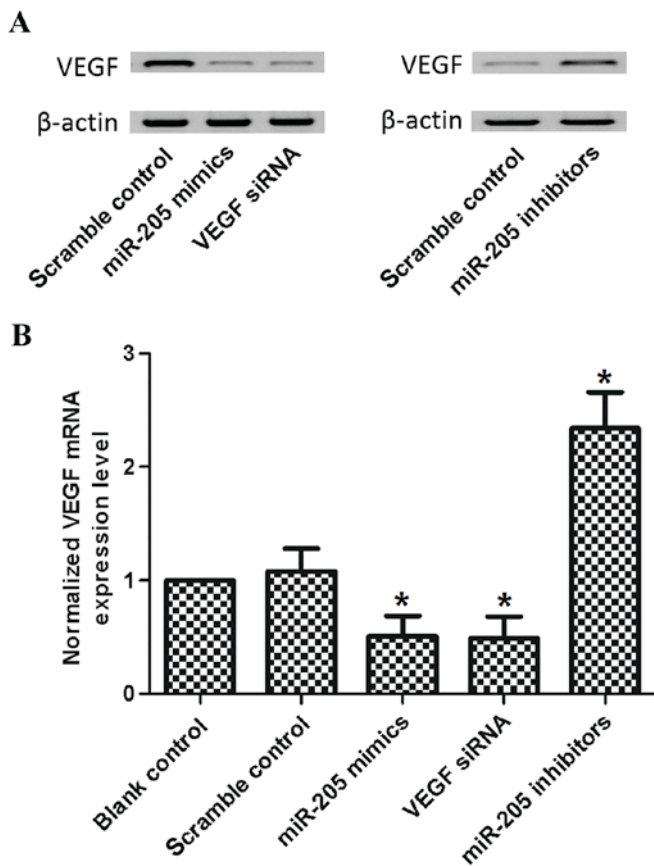 A
VEGF
β-actin
Scramble control
miR-205 mimics
VEGF siRNA
VEGF
β-actin
Scramble control
miR-205 inhibitors
B
Normalized VEGF mRNA
expression level
3
2
1
0
*
*
*
Blank control
Scramble control
miR-205 mimics
VEGF siRNA
miR-205 inhibitors